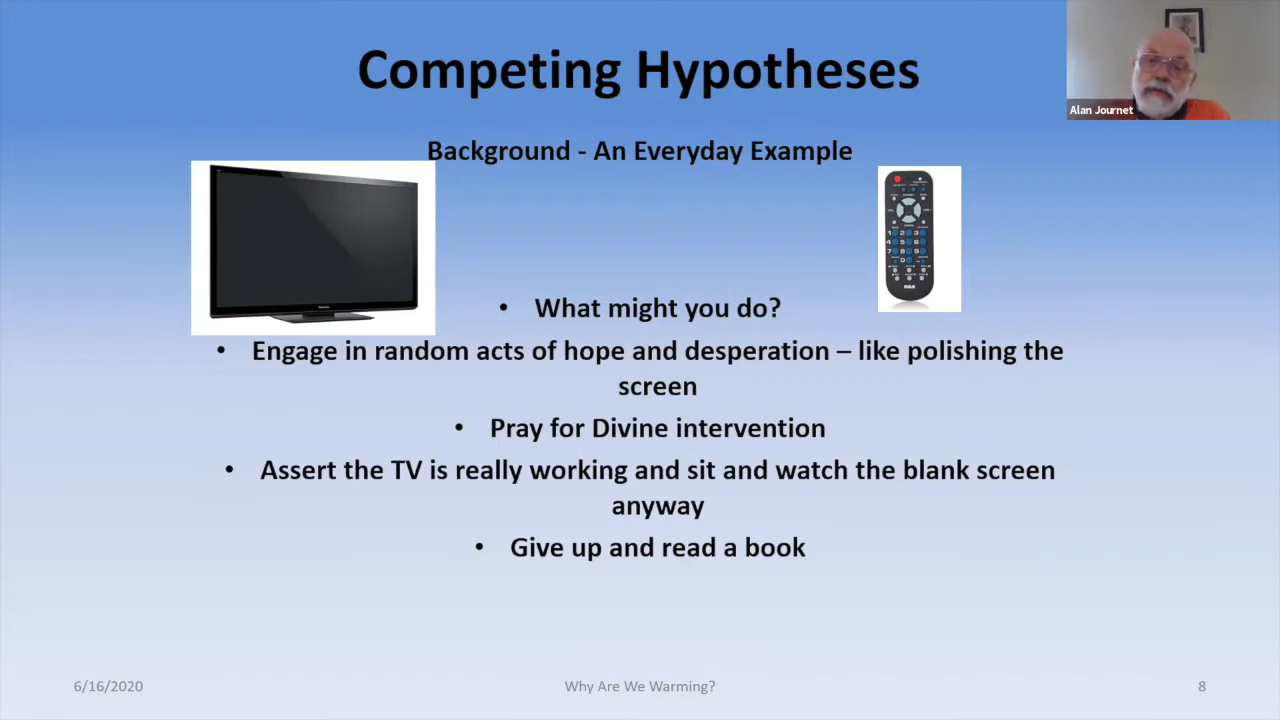 Competing Hypotheses
Alan Journet
Background - An Everyday Example
RCA
• What might you do?
• Engage in random acts of hope and desperation – like polishing the
screen
• Pray for Divine intervention
• Assert the TV is really working and sit and watch the blank screen
anyway
• Give up and read a book
6/16/2020
Why Are We Warming?
8